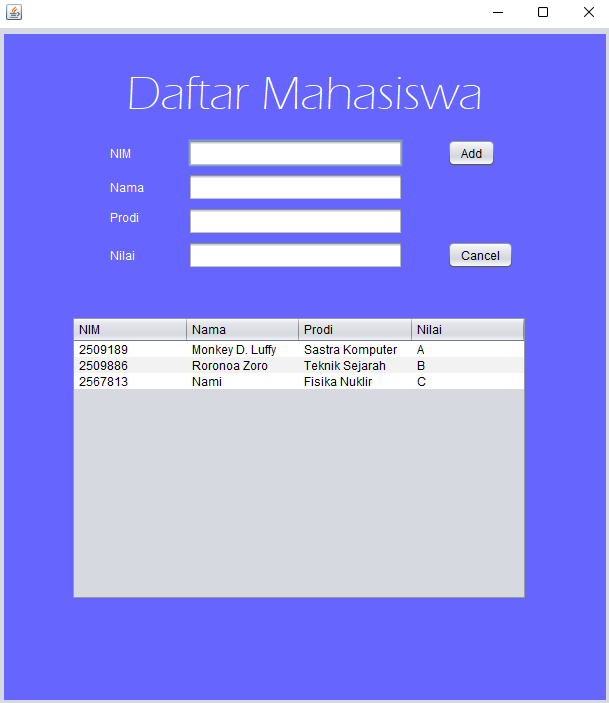 Daftar Mahasiswa
NIM
Add
Nama
Prodi
Nilai
Cancel
NIM Nama Prodi Nilai
2509189 Monkey D. Luffy Sastra Komputer A
2509886 Roronoa Zoro Teknik Sejarah B
2567813 Nami Fisika Nuklir C